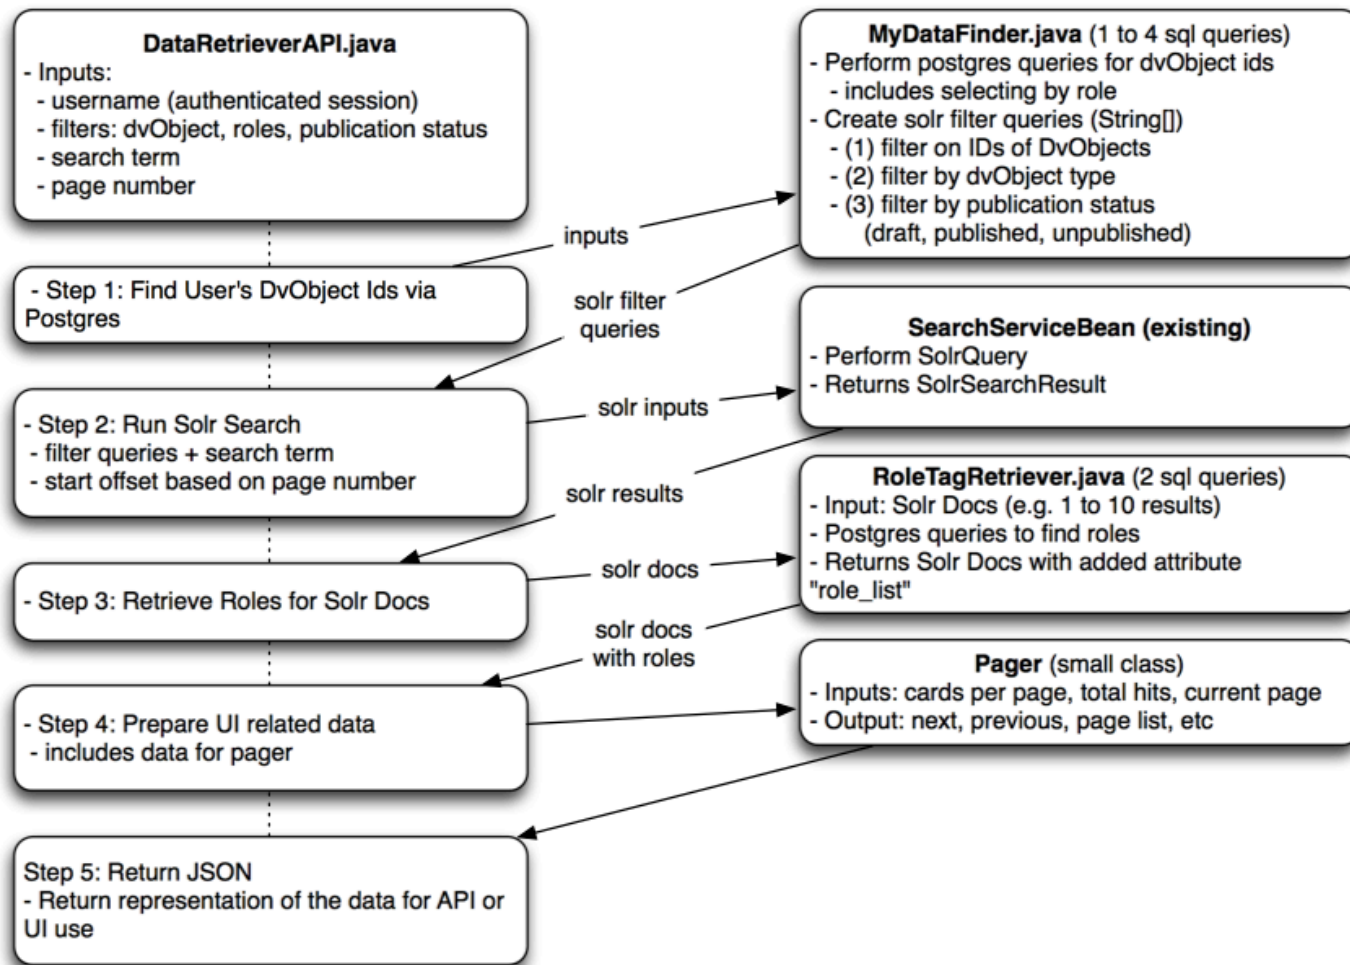 DataRetrieverAPI.java
- Inputs:
- username (authenticated session)
- filters: dvObject, roles, publication status
- search term
- page number
- Step 1: Find User's DvObject Ids via
Postgres
- Step 2: Run Solr Search
- filter queries + search term
- start offset based on page number
- Step 3: Retrieve Roles for Solr Docs
- Step 4: Prepare UI related data
- includes data for pager
Step 5: Return JSON
- Return representation of the data for API or
UI use
inputs
solr filter
queries
solr inputs
solr results
solr docs
solr docs
with roles
MyDataFinder.java (1 to 4 sql queries)
- Perform postgres queries for dvObject ids
- includes selecting by role
- Create solr filter queries (String[])
- (1) filter on IDs of DvObjects
- (2) filter by dvObject type
- (3) filter by publication status
(draft, published, unpublished)
SearchServiceBean (existing)
- Perform SolrQuery
- Returns SolrSearchResult
RoleTagRetriever.java (2 sql queries)
- Input: Solr Docs (e.g. 1 to 10 results)
- Postgres queries to find roles
- Returns Solr Docs with added attribute
"role_list"
Pager (small class)
- Inputs: cards per page, total hits, current page
- Output: next, previous, page list, etc